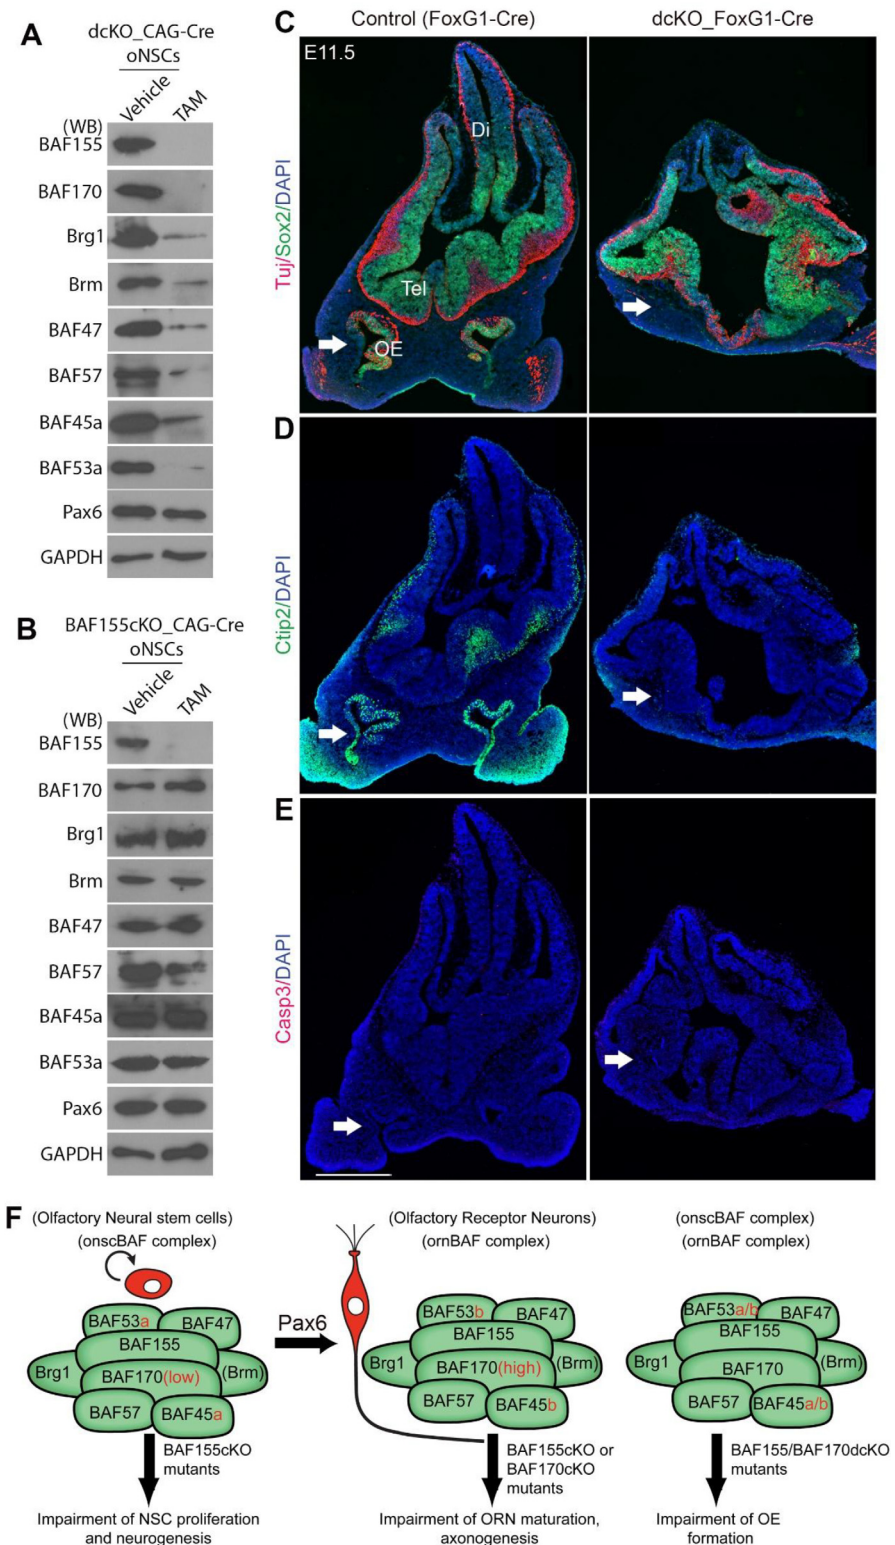 A
dcKO_CAG-Cre
oNSCs
Vehicle
TAM
(WB)
BAF155
BAF170
Brg1
Brm
BAF47
BAF57
BAF45a
BAF53a
Pax6
GAPDH
B
BAF155cKO_CAG-Cre
oNSCs
Vehicle
TAM
(WB)
BAF155
BAF170
Brg1
Brm
BAF47
BAF57
BAF45a
BAF53a
Pax6
GAPDH
C
Control (FoxG1-Cre)
dcKO_FoxG1-Cre
E11.5
Tuj/Sox2/DAPI
Di
Tel
OE
D
Ctip2/DAPI
E
Casp3/DAPI
F
(Olfactory Neural stem cells)
(onscBAF complex)
BAF53a
BAF47
BAF155
Brg1
BAF170(low)
(Brm)
BAF57
BAF45a
BAF155cKO
mutants
Impairment of NSC proliferation
and neurogenesis
Pax6
(Olfactory Receptor Neurons)
(ornBAF complex)
BAF53b
BAF47
BAF155
Brg1
BAF170(high)
(Brm)
BAF57
BAF45b
BAF155cKO or
BAF170cKO
mutants
Impairment of ORN maturation,
axonogenesis
(onscBAF complex)
(ornBAF complex)
BAF53a/b
BAF47
BAF155
Brg1
BAF170
(Brm)
BAF57
BAF45a/b
BAF155/BAF170dcKO
mutants
Impairment of OE
formation